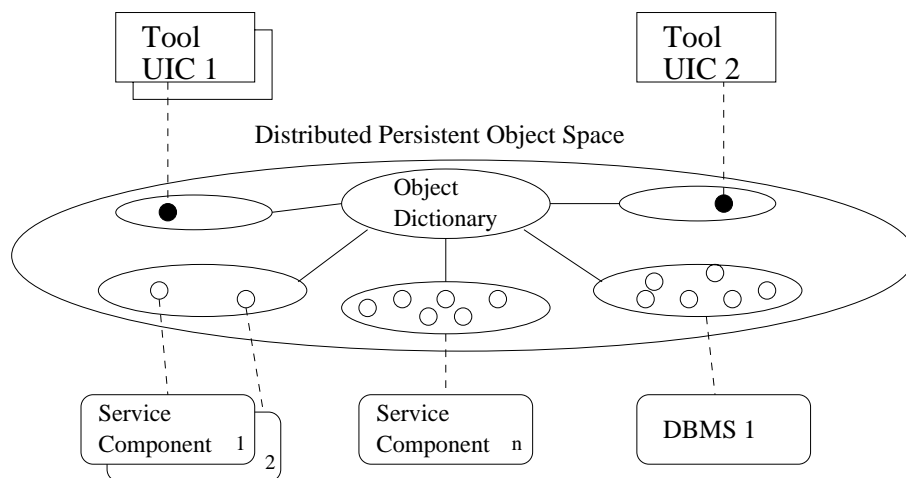 Tool
UIC 1
Tool
UIC 2
Distributed Persistent Object Space
Object
Dictionary
Service
Component 1
2
Service
Component n
DBMS 1